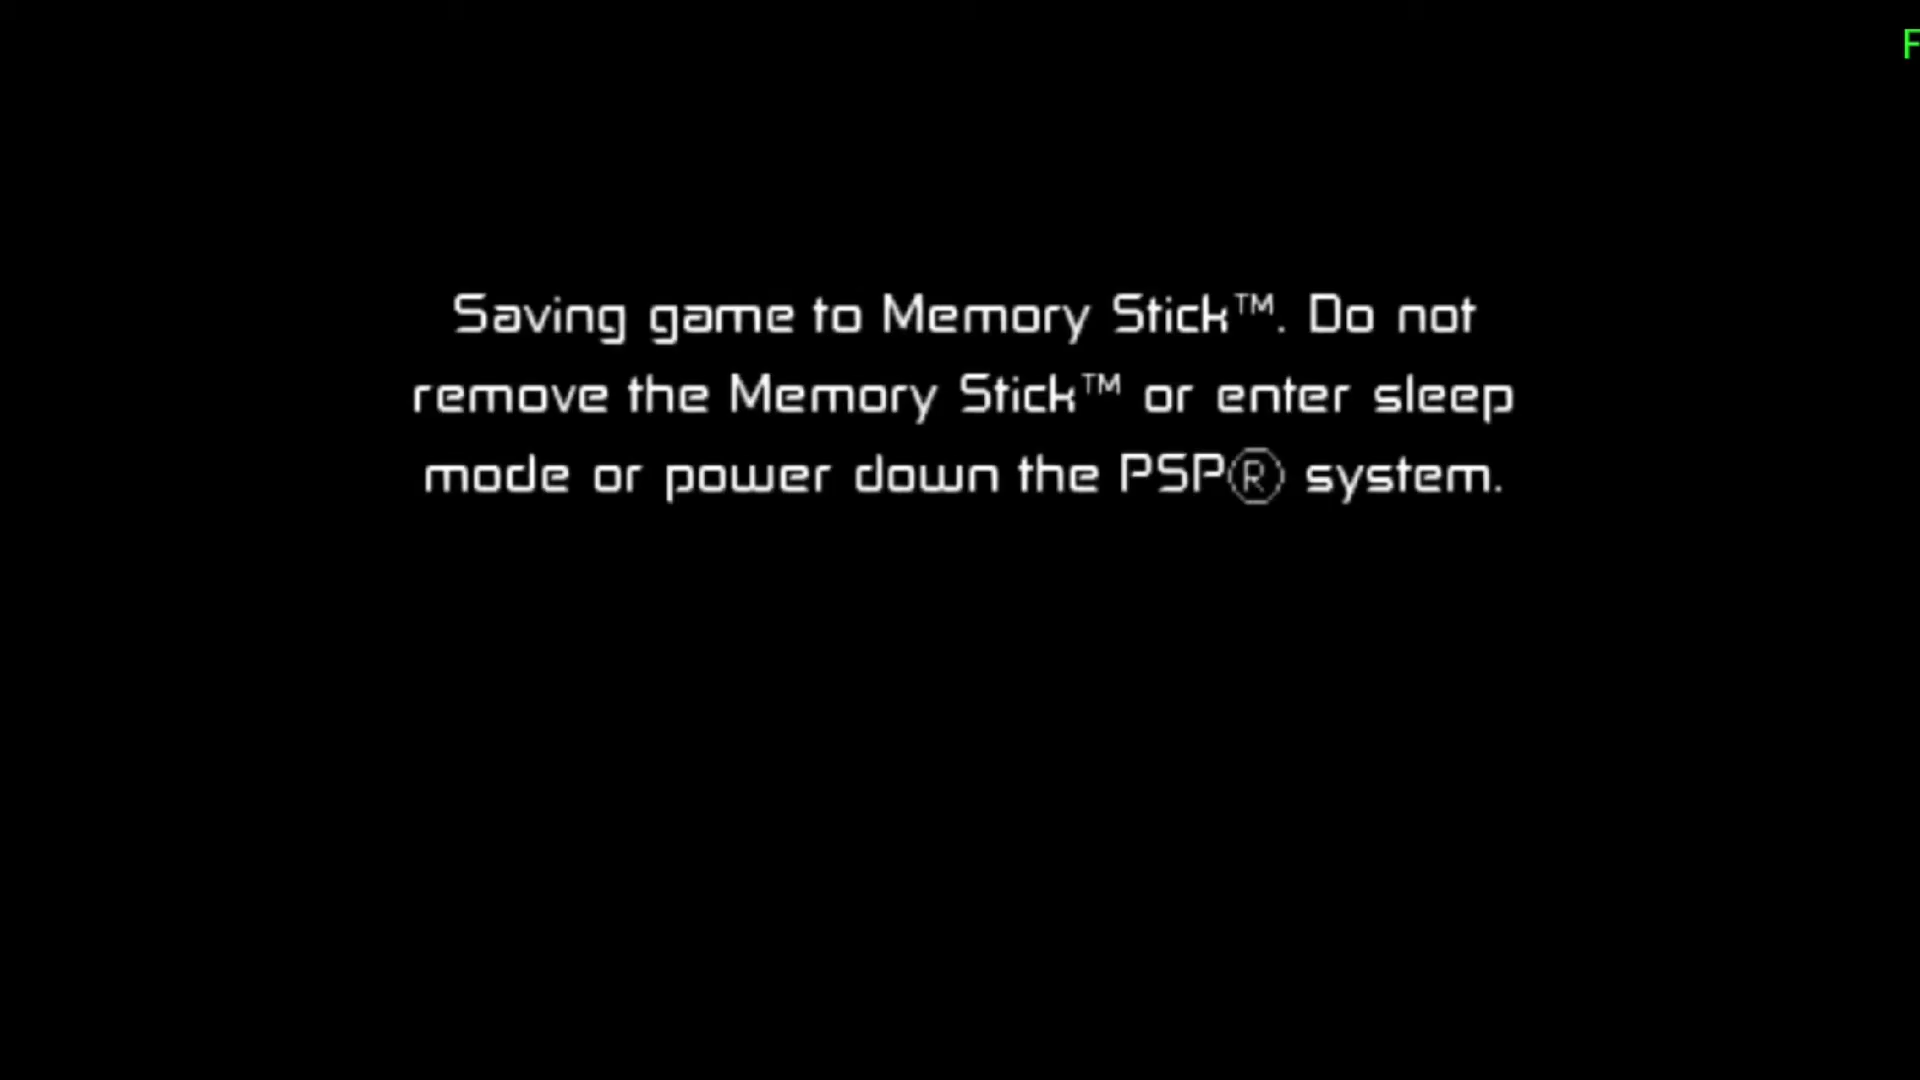 F
Saving game to Memory Stick™. Do not
remove the Memory Stick™ or enter sleep
mode or power down the PSP® system.